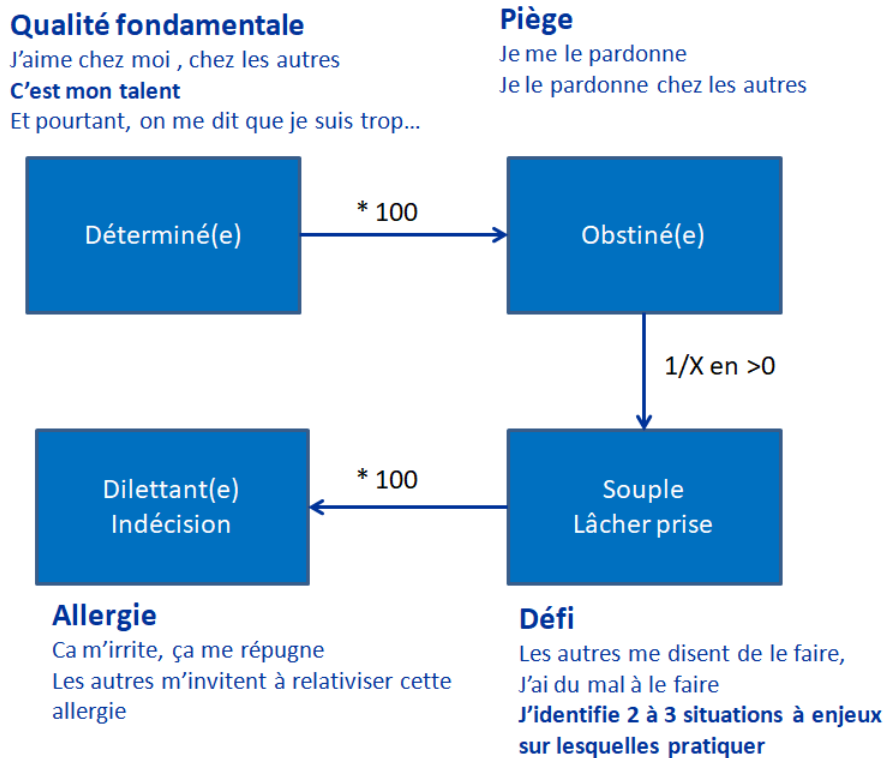 Qualité fondamentale
J'aime chez moi , chez les autres
C'est mon talent
Et pourtant, on me dit que je suis trop…
Piège
Je me le pardonne
Je le pardonne chez les autres
Déterminé(e)
* 100
Obstiné(e)
1/X en >0
Dilettant(e)
Indécision
* 100
Souple
Lâcher prise
Allergie
Ca m'irrite, ça me répugne
Les autres m'invitent à relativiser cette
allergie
Défi
Les autres me disent de le faire,
J'ai du mal à le faire
J'identifie 2 à 3 situations à enjeux
sur lesquelles pratiquer